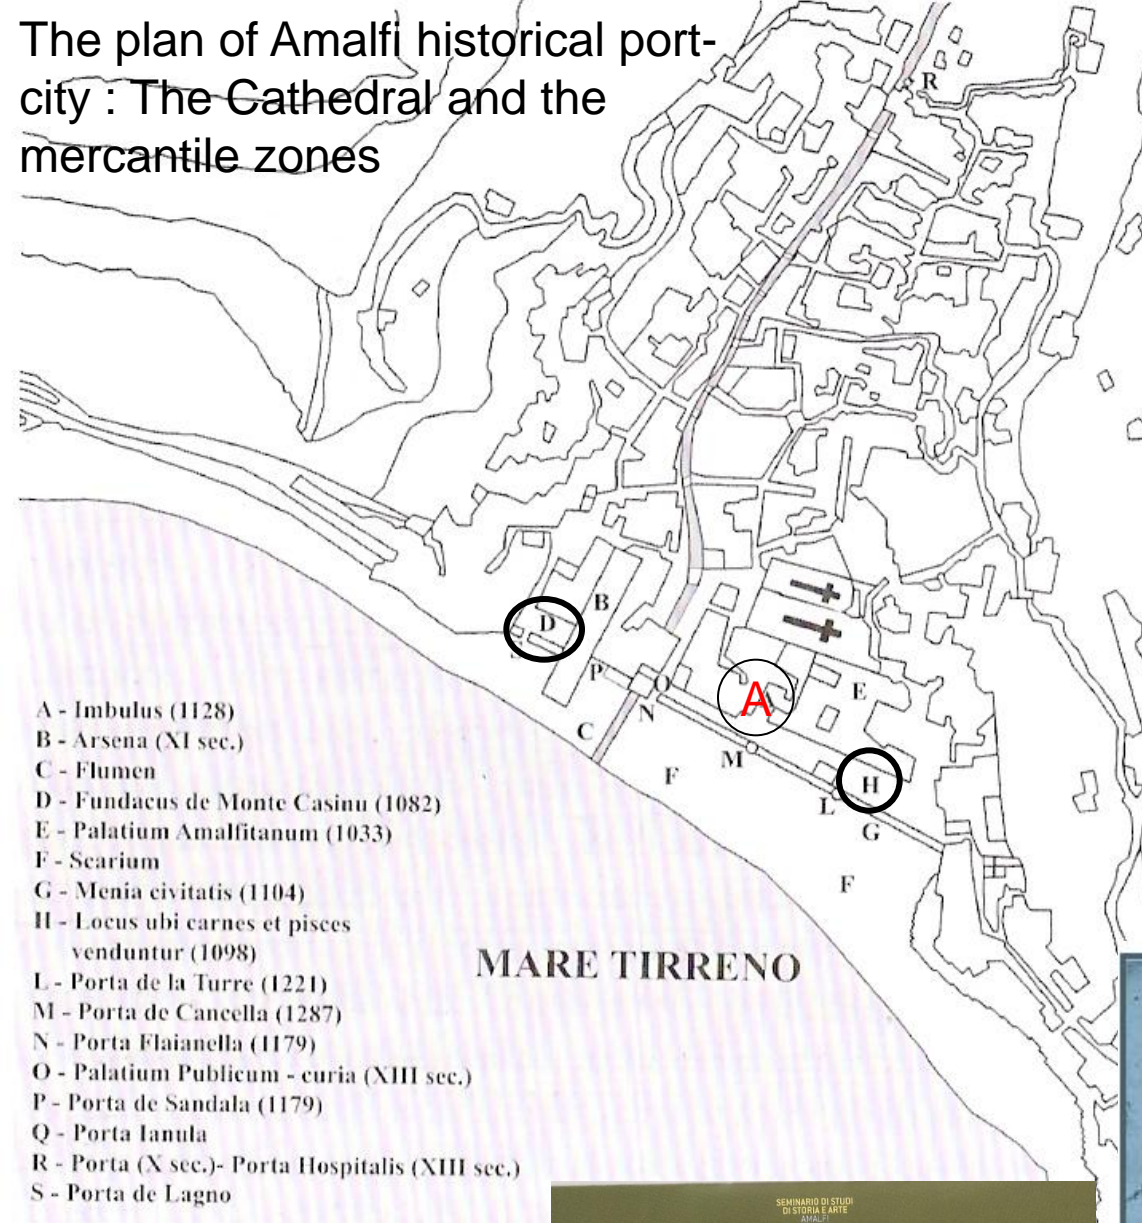 The plan of Amalfi historical port-
city : The Cathedral and the
mercantile zones
R
B
D
S
P
O
N
A
E
C
M
F
H
L
G
F
A - Imbulus (1128)
B - Arsena (XI sec.)
C - Flumen
D - Fundacus de Monte Casinu (1082)
E - Palatium Amalfitanum (1033)
F - Scarium
G - Menia civitatis (1104)
H - Locus ubi carnes et pisces
venduntur (1098)
L - Porta de la Turre (1221)
M - Porta de Cancella (1287)
N - Porta Flaianella (1179)
O - Palatium Publicum - curia (XIII sec.)
P - Porta de Sandala (1179)
Q - Porta Ianula
R - Porta (X sec.)- Porta Hospitalis (XIII sec.)
S - Porta de Lagno
MARE TIRRENO
SEMINARIO DI STUDI
DI STORIA E ARTE
AMALFI